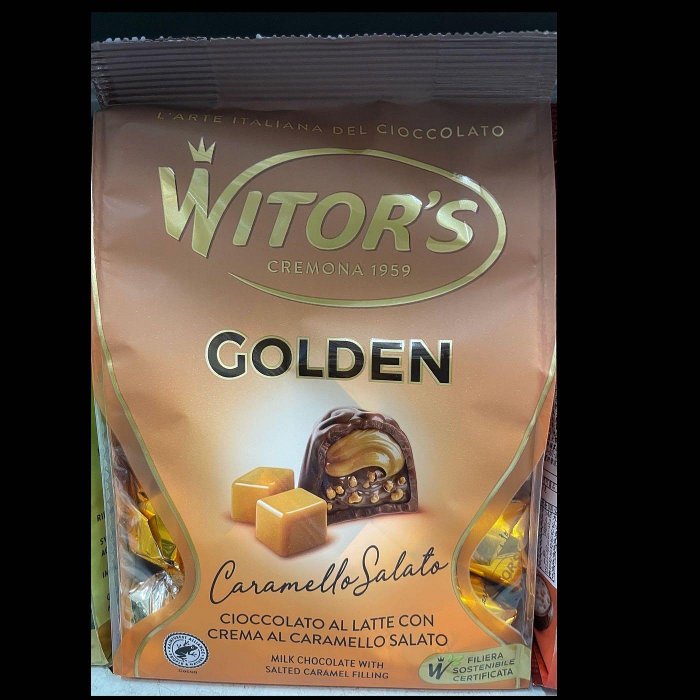 L'ARTE ITALIANA DEL CIOCCOLATO
WITOR'S
CREMONA 1959
GOLDEN
Caramello Salato
CIOCCOLATO AL LATTE CON
CREMA AL CARAMELLO SALATO
MILK CHOCOLATE WITH
SALTED CARAMEL FILLING
W FILIERA
SOSTENIBILE
CERTIFICATA